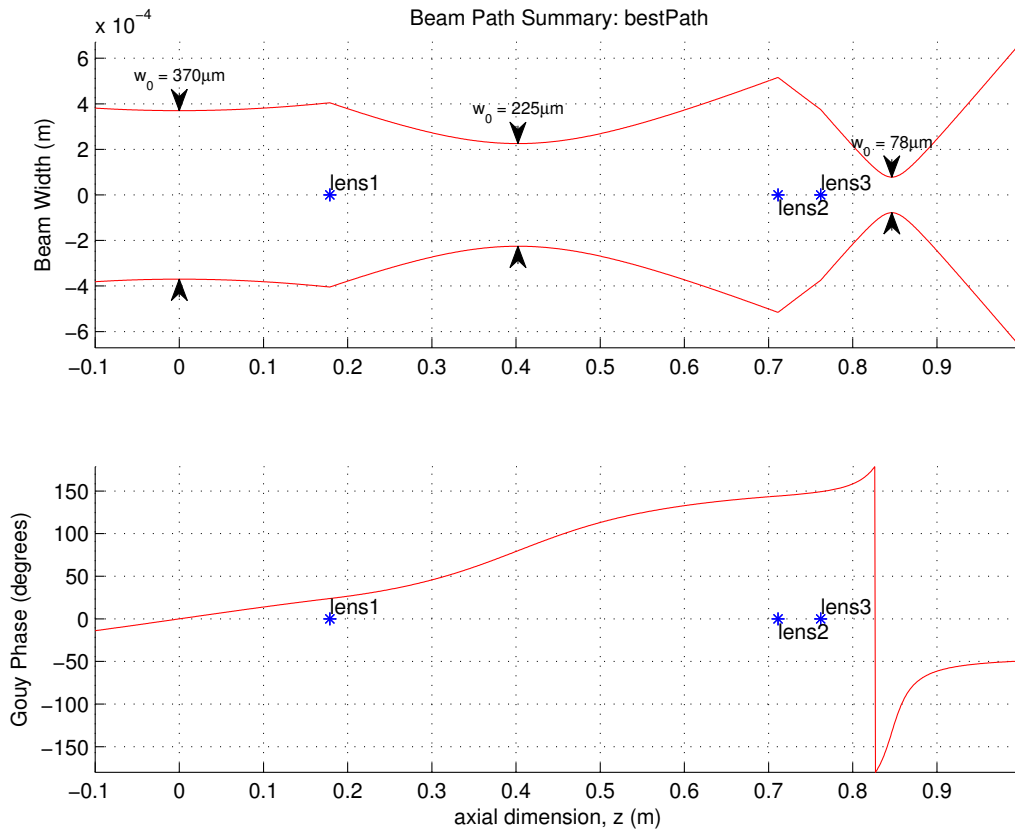 Beam Path Summary: bestPath
x 10^-4
Beam Width (m)
6
4
2
0
−2
−4
−6
w_0 = 370μm
w_0 = 225μm
w_0 = 78μm
lens1
lens2
lens3
−0.1 0 0.1 0.2 0.3 0.4 0.5 0.6 0.7 0.8 0.9
Gouy Phase (degrees)
150
100
50
0
−50
−100
−150
lens1
lens2
lens3
−0.1 0 0.1 0.2 0.3 0.4 0.5 0.6 0.7 0.8 0.9
axial dimension, z (m)